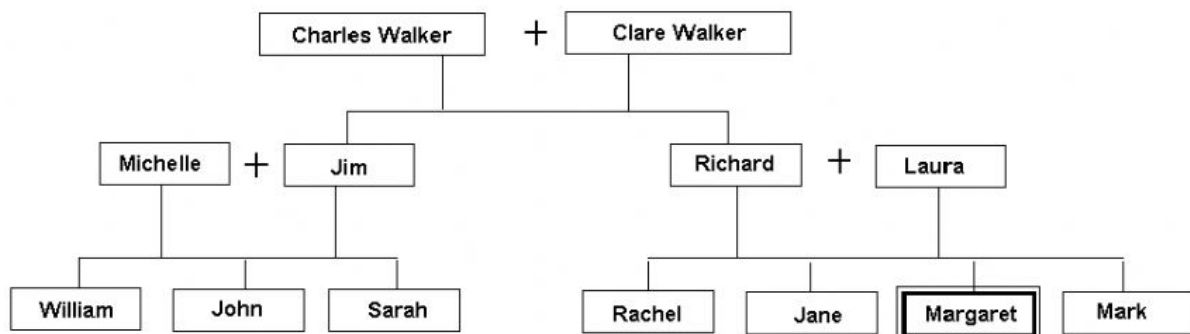 Charles Walker + Clare Walker
Michelle + Jim Richard + Laura
William John Sarah Rachel Jane Margaret Mark